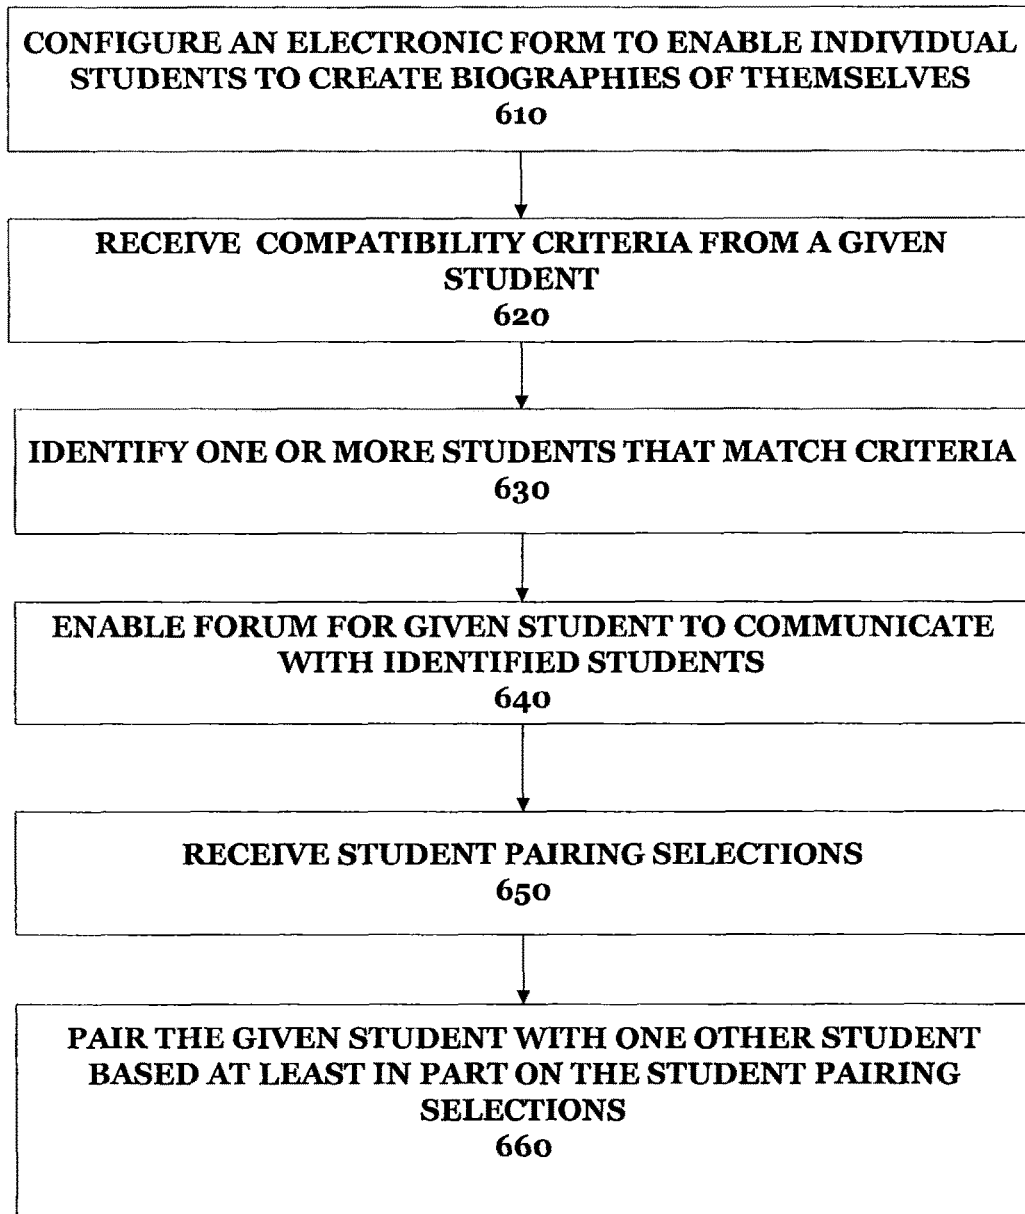 CONFIGURE AN ELECTRONIC FORM TO ENABLE INDIVIDUAL
STUDENTS TO CREATE BIOGRAPHIES OF THEMSELVES
610
RECEIVE COMPATIBILITY CRITERIA FROM A GIVEN
STUDENT
620
IDENTIFY ONE OR MORE STUDENTS THAT MATCH CRITERIA
630
ENABLE FORUM FOR GIVEN STUDENT TO COMMUNICATE
WITH IDENTIFIED STUDENTS
640
RECEIVE STUDENT PAIRING SELECTIONS
650
PAIR THE GIVEN STUDENT WITH ONE OTHER STUDENT
BASED AT LEAST IN PART ON THE STUDENT PAIRING
SELECTIONS
660